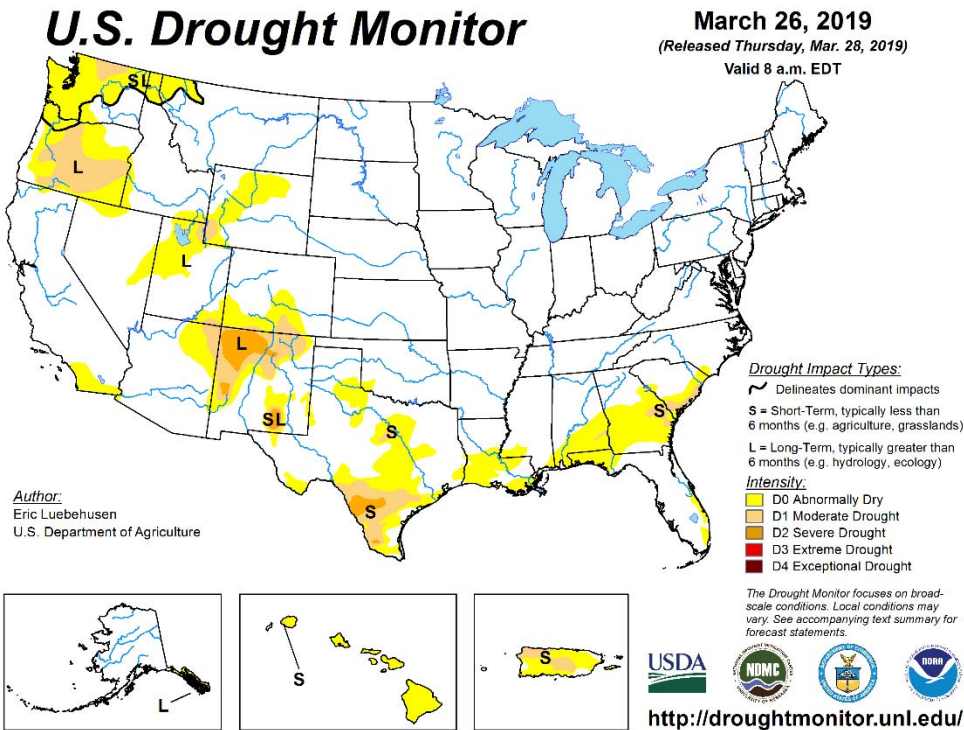 U.S. Drought Monitor
March 26, 2019
(Released Thursday, Mar. 28, 2019)
Valid 8 a.m. EDT
SL
L
L
L
SL
S
S
S
Drought Impact Types:
Delineates dominant impacts
S = Short-Term, typically less than
6 months (e.g. agriculture, grasslands)
L = Long-Term, typically greater than
6 months (e.g. hydrology, ecology)
Intensity:
D0 Abnormally Dry
D1 Moderate Drought
D2 Severe Drought
D3 Extreme Drought
D4 Exceptional Drought
Author:
Eric Luebehusen
U.S. Department of Agriculture
The Drought Monitor focuses on broad-
scale conditions. Local conditions may
vary. See accompanying text summary for
forecast statements.
L
S
S
USDA
NDMC
NOAA
http://droughtmonitor.unl.edu/